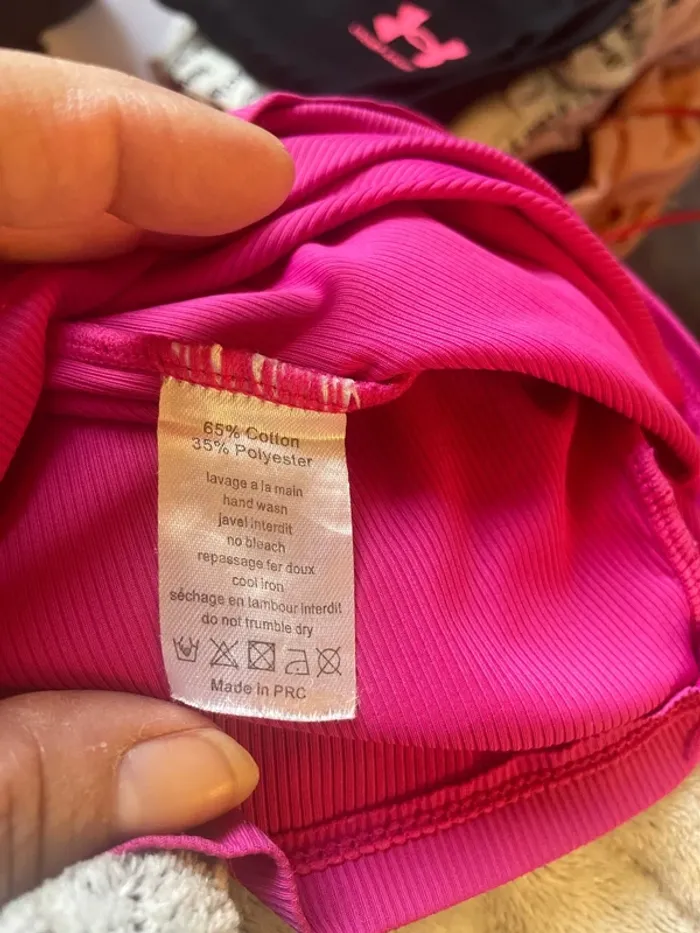 65% Cotton
35% Polyester
lavage a la main
hand wash
javel interdit
no bleach
repassage fer doux
cool iron
séchage en tambour interdit
do not trumble dry
Made in PRC